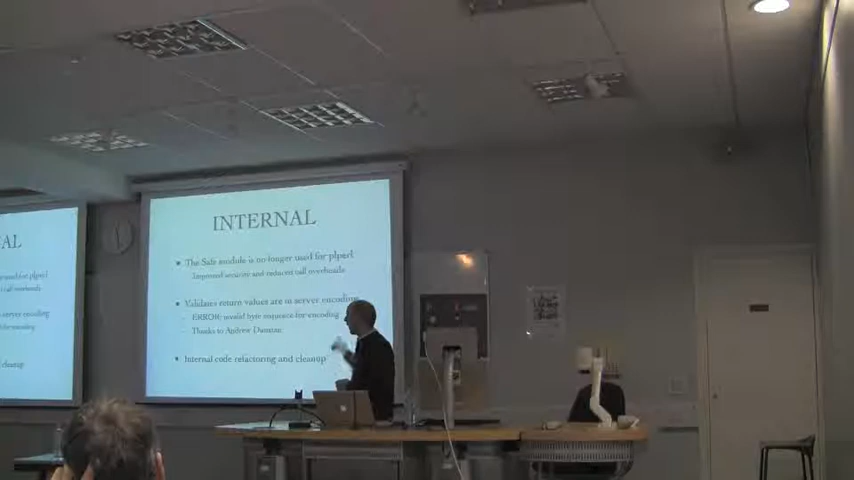 INTERNAL
The Safe module is no longer used for plperl
Improved security and reduced call overheads
Validates return values are in server encoding
ERROR: invalid byte sequence for encoding
Thanks to Andrew Dunstan
Internal code refactoring and cleanup